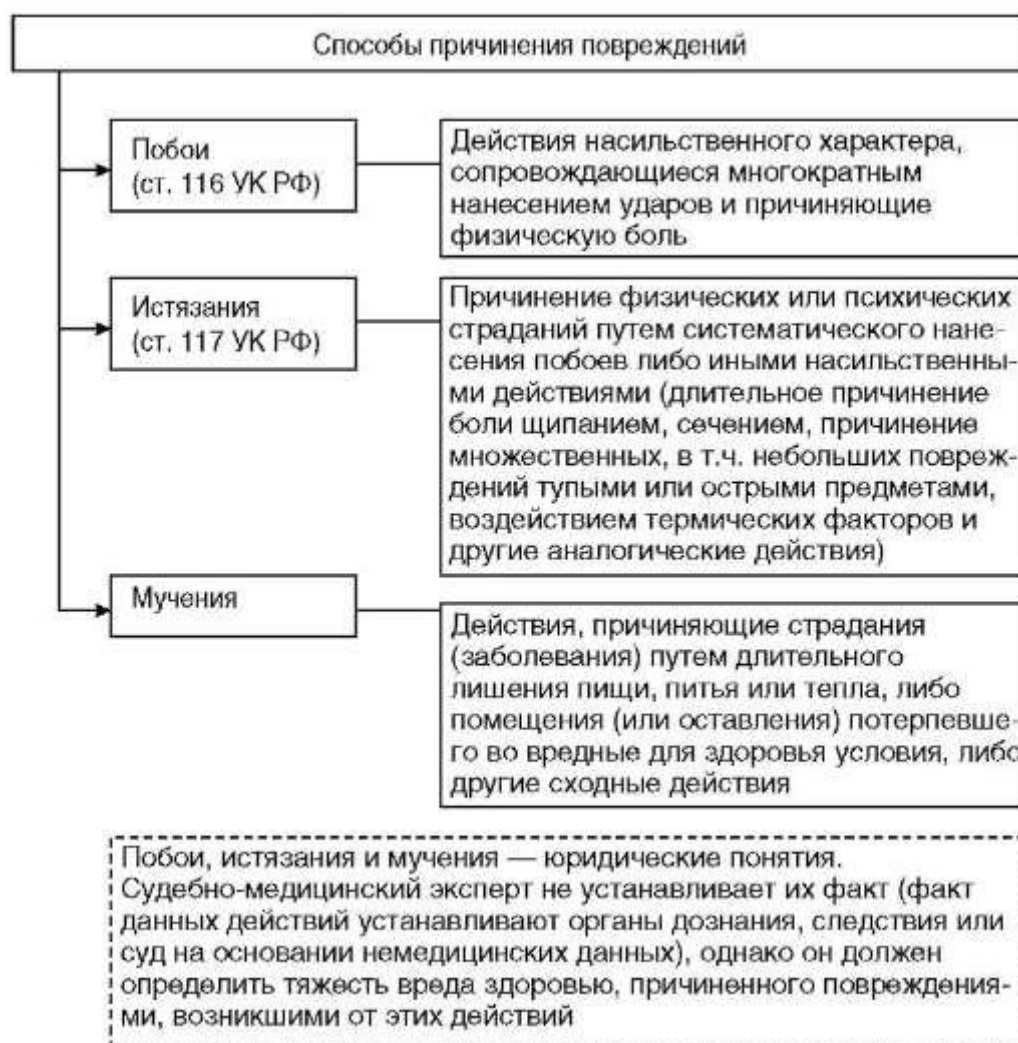 Способы причинения повреждений
Побои
(ст. 116 УК РФ)
Действия насильственного характера,
сопровождающиеся многократным
нанесением ударов и причиняющие
физическую боль
Истязания
(ст. 117 УК РФ)
Причинение физических или психических
страданий путем систематического нане-
сения побоев либо иными насильственны-
ми действиями (длительное причинение
боли щипанием, сечением, причинение
множественных, в т.ч. небольших повреж-
дений тупыми или острыми предметами,
воздействием термических факторов и
другие аналогические действия)
Мучения
Действия, причиняющие страдания
(заболевания) путем длительного
лишения пищи, питья или тепла, либо
помещения (или оставления) потерпевше-
го во вредные для здоровья условия, либо
другие сходные действия
Побои, истязания и мучения — юридические понятия.
Судебно-медицинский эксперт не устанавливает их факт (факт
данных действий устанавливают органы дознания, следствия или
суд на основании немедицинских данных), однако он должен
определить тяжесть вреда здоровью, причиненного повреждения-
ми, возникшими от этих действий